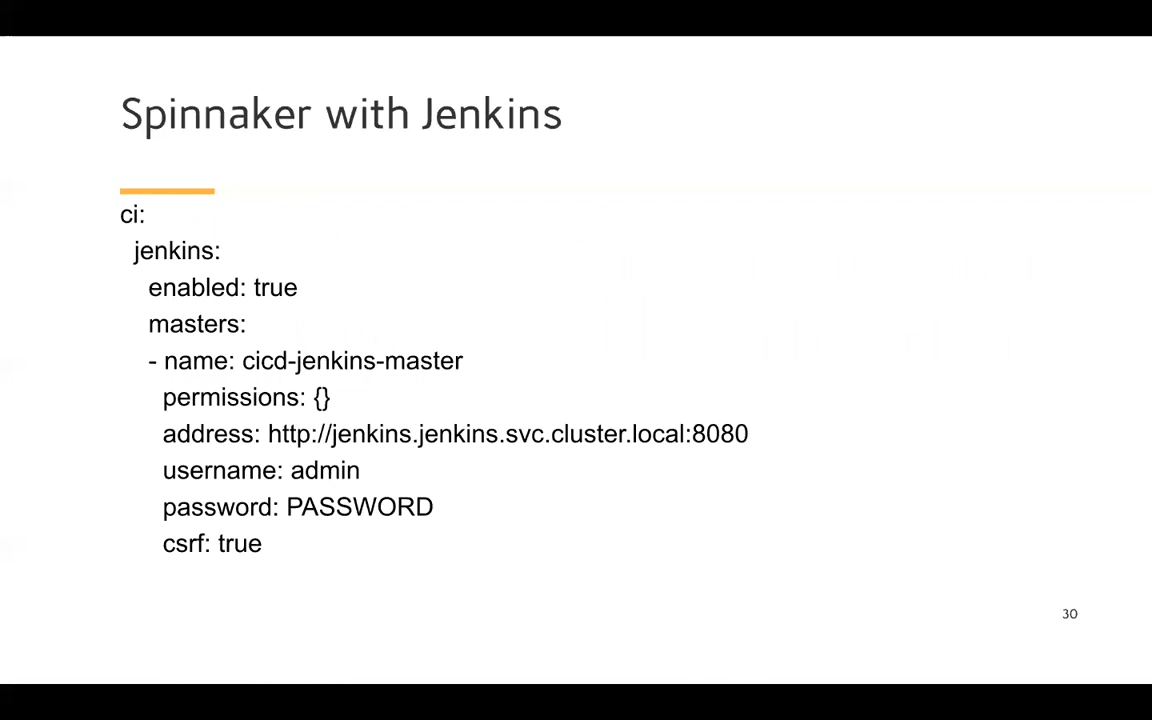 Spinnaker with Jenkins
ci:
  jenkins:
    enabled: true
    masters:
    - name: cicd-jenkins-master
      permissions: {}
      address: http://jenkins.jenkins.svc.cluster.local:8080
      username: admin
      password: PASSWORD
      csrf: true
30